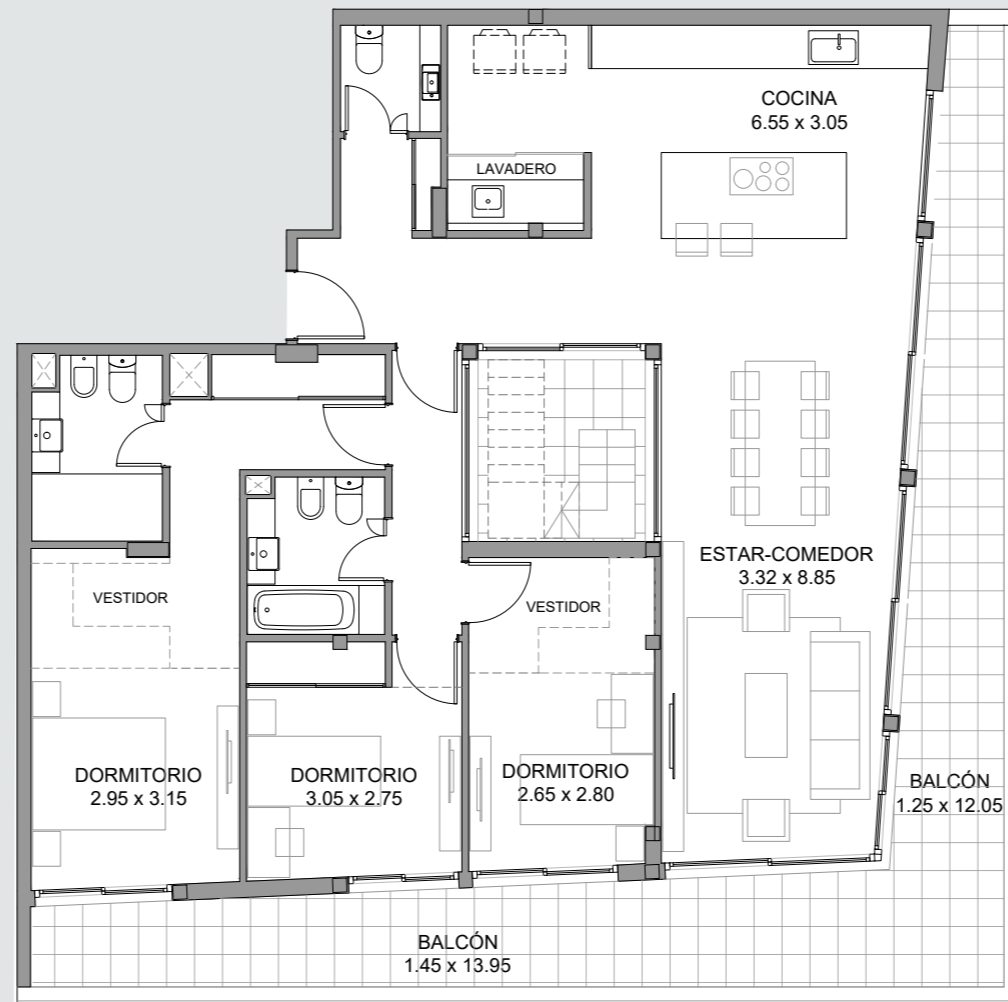 COCINA
6.55 x 3.05
LAVADERO
ESTAR-COMEDOR
3.32 x 8.85
VESTIDOR
VESTIDOR
DORMITORIO
2.95 x 3.15
DORMITORIO
3.05 x 2.75
DORMITORIO
2.65 x 2.80
BALCÓN
1.25 x 12.05
BALCÓN
1.45 x 13.95